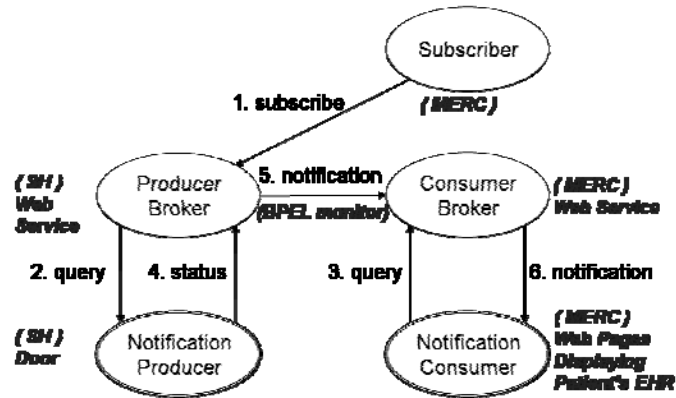 Subscriber
1. subscribe
( MERC )
( SH )
Web
Service
Producer
Broker
5. notification
(BPEL monitor)
Consumer
Broker
( MERC )
Web Service
2. query
4. status
3. query
6. notification
( SH )
Door
Notification
Producer
Notification
Consumer
( MERC )
Web Pages
Displaying
Patient's EHR